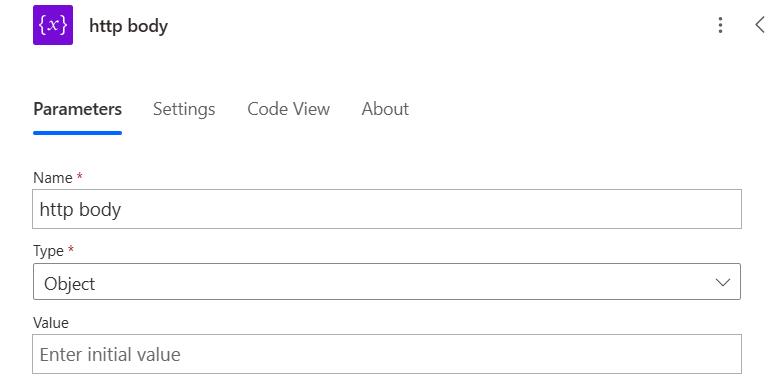 {x} http body
Parameters Settings Code View About
Name *
http body
Type *
Object
Value
Enter initial value